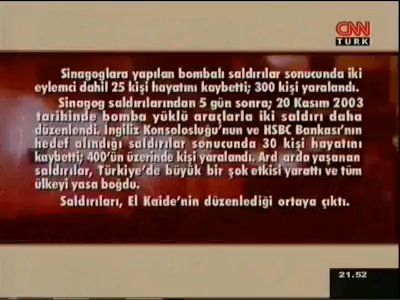 CNN
TURK
Sinagoglara yapılan bombalı saldırılar sonucunda iki
eylemci dahil 25 kişi hayatını kaybetti; 300 kişi yaralandı.
Sinagog saldırılarından 5 gün sonra; 20 Kasım 2003
tarihinde bomba yüklü araçlarla iki saldırı daha
düzenlendi. İngiliz Konsolosluğu'nun ve HSBC Bankası'nın
hedef alındığı saldırılar sonucunda 30 kişi hayatını
kaybetti; 400'ün üzerinde kişi yaralandı. Ard arda yaşanan
saldırılar, Türkiye'de büyük bir şok etkisi yarattı ve tüm
ülkeyi yasa boğdu.
Saldırıları, El Kaide'nin düzenlediği ortaya çıktı.
21.52